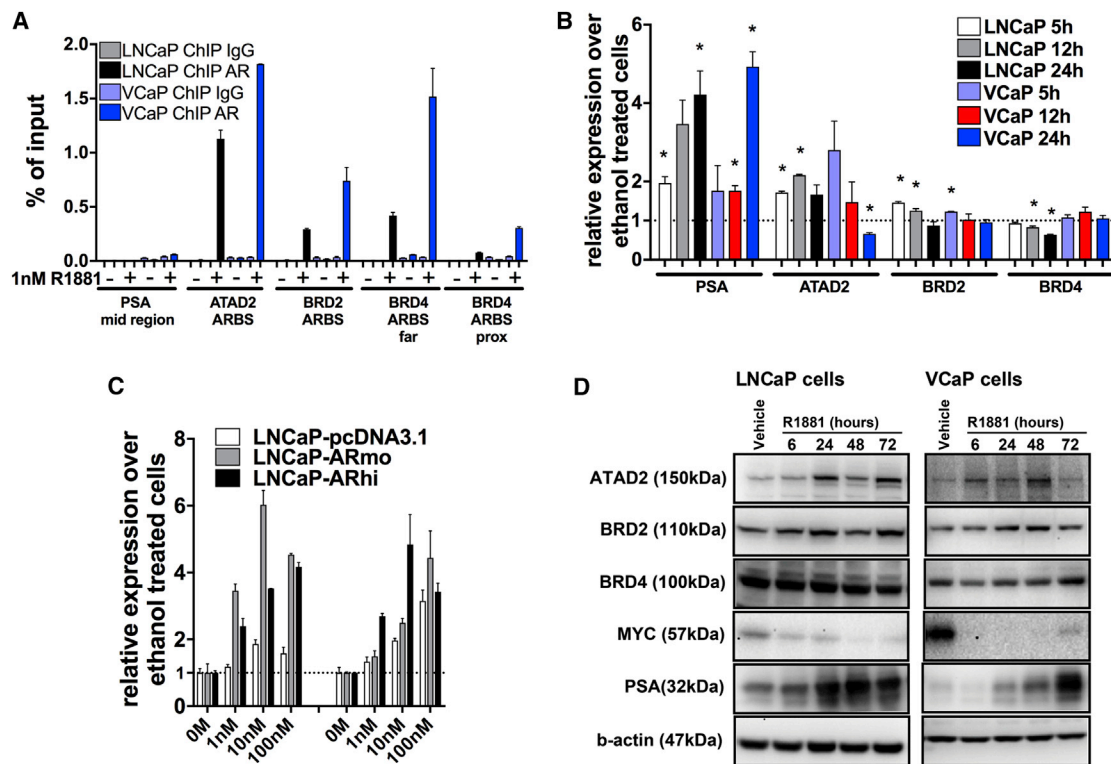 A
2.0
1.5
1.0
0.5
0.0
% of input
LNCaP ChIP IgG
LNCaP ChIP AR
VCaP ChIP IgG
VCaP ChIP AR
1nM R1881 - + - + - + - + - + - + - + - + - + - +
PSA
mid region
ATAD2
ARBS
BRD2
ARBS
BRD4
ARBS
far
BRD4
ARBS
prox
B
6
4
2
1
0
relative expression over
ethanol treated cells
LNCaP 5h
LNCaP 12h
LNCaP 24h
VCaP 5h
VCaP 12h
VCaP 24h
* * * * * * * * * * * *
PSA ATAD2 BRD2 BRD4
C
8
6
4
2
1
0
relative expression over
ethanol treated cells
LNCaP-pcDNA3.1
LNCaP-ARmo
LNCaP-ARhi
0M 1nM 10nM 100nM 0M 1nM 10nM 100nM
D
LNCaP cells VCaP cells
Vehicle R1881 (hours) Vehicle R1881 (hours)
6 24 48 72 6 24 48 72
ATAD2 (150kDa)
BRD2 (110kDa)
BRD4 (100kDa)
MYC (57kDa)
PSA(32kDa)
b-actin (47kDa)